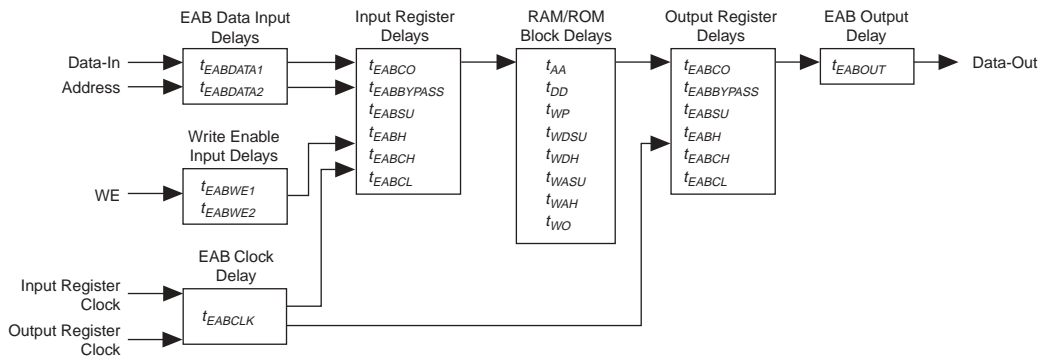 EAB Data Input
Delays
Input Register
Delays
RAM/ROM
Block Delays
Output Register
Delays
EAB Output
Delay
Data-In
Address
tEABDATA1
tEABDATA2
tEABCO
tEABBYPASS
tEABSU
tEABH
tEABCH
tEABCL
tAA
tDD
tWP
tWDSU
tWDH
tWASU
tWAH
tWO
tEABCO
tEABBYPASS
tEABSU
tEABH
tEABCH
tEABCL
tEABOUT
Data-Out
Write Enable
Input Delays
WE
tEABWE1
tEABWE2
EAB Clock
Delay
Input Register
Clock
tEABCLK
Output Register
Clock